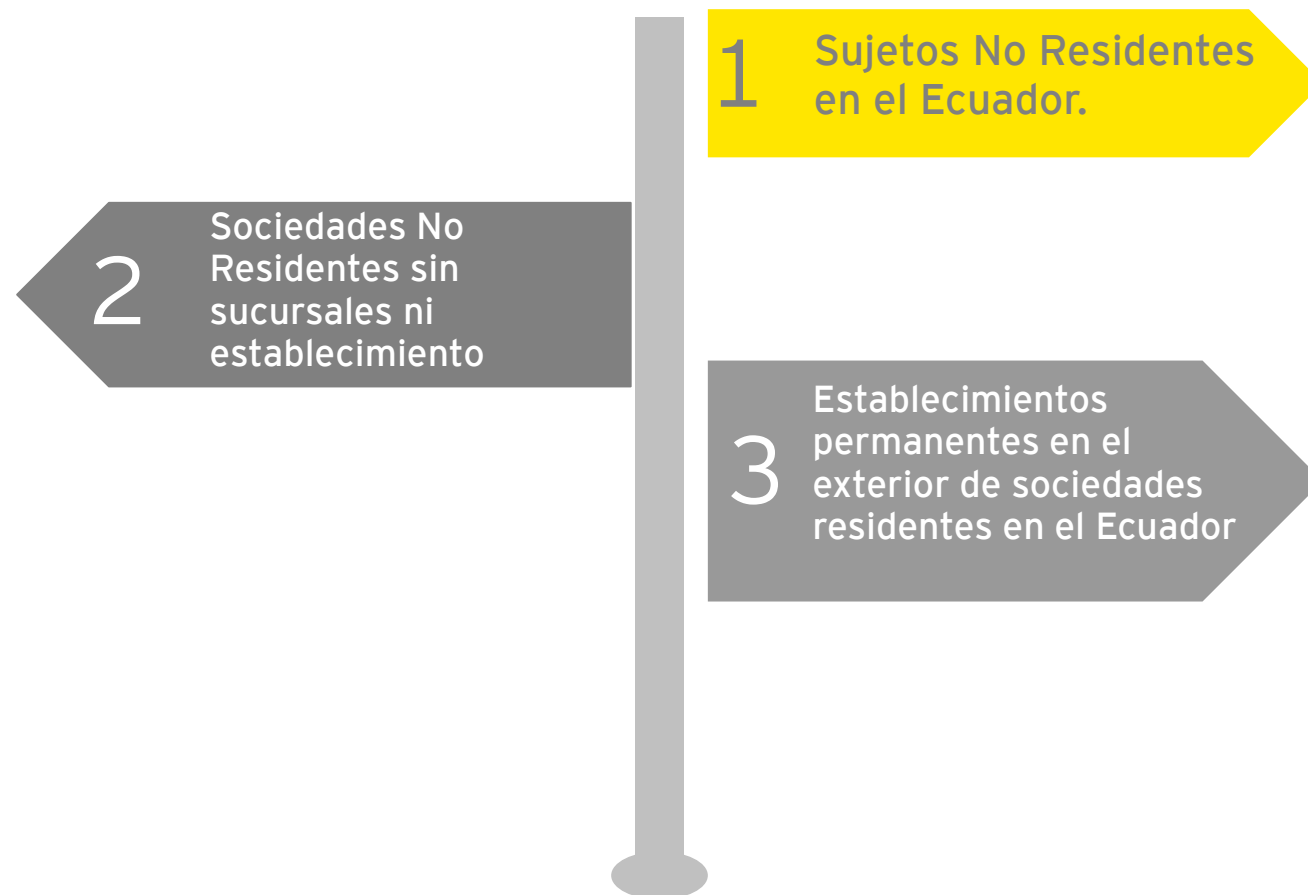 1
Sujetos No Residentes
en el Ecuador.
2
Sociedades No
Residentes sin
sucursales ni
establecimiento
3
Establecimientos
permanentes en el
exterior de sociedades
residentes en el Ecuador